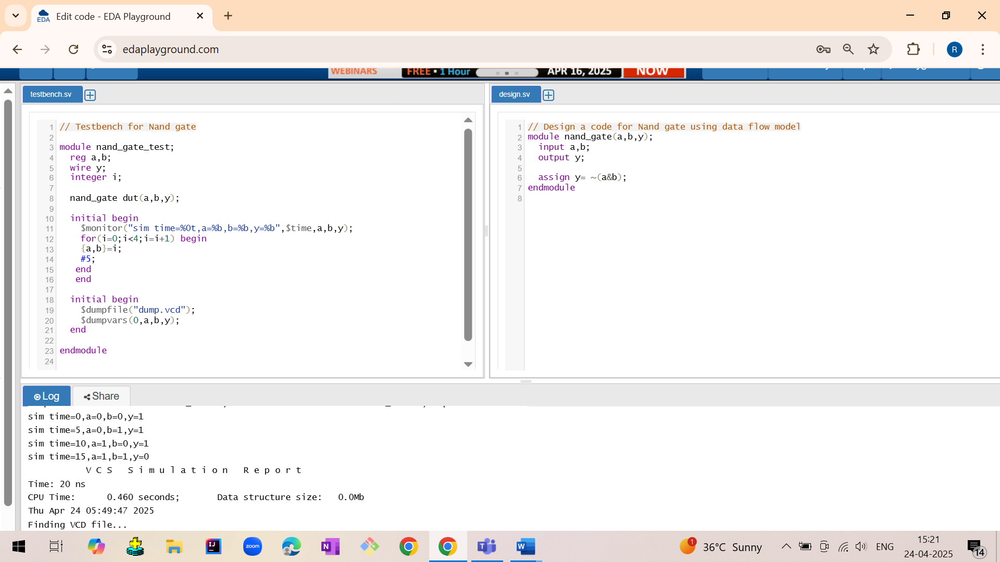 EDA
Edit code - EDA Playground
edaplayground.com
R
WEBINARS
FREE • 1 Hour
APR 16, 2025
NOW
testbench.sv
design.sv
1 // Testbench for Nand gate
2
3 module nand_gate_test;
4 reg a,b;
5 wire y;
6 integer i;
7
8 nand_gate dut(a,b,y);
9
10 initial begin
11 $monitor("sim time=%0t,a=%b,b=%b,y=%b",$time,a,b,y);
12 for(i=0;i<4;i=i+1) begin
13 {a,b}=i;
14 #5;
15 end
16 end
17
18 initial begin
19 $dumpfile("dump.vcd");
20 $dumpvars(0,a,b,y);
21 end
22
23 endmodule
24
1 // Design a code for Nand gate using data flow model
2 module nand_gate(a,b,y);
3 input a,b;
4 output y;
5
6 assign y= ~(a&b);
7 endmodule
8
Log
Share
sim time=0,a=0,b=0,y=1
sim time=5,a=0,b=1,y=1
sim time=10,a=1,b=0,y=1
sim time=15,a=1,b=1,y=0
V C S   S i m u l a t i o n   R e p o r t
Time: 20 ns
CPU Time:      0.460 seconds;       Data structure size:   0.0Mb
Thu Apr 24 05:49:47 2025
Finding VCD file...
IJ
zoom
N
T
W
1
36°C Sunny
ENG
15:21
24-04-2025
14